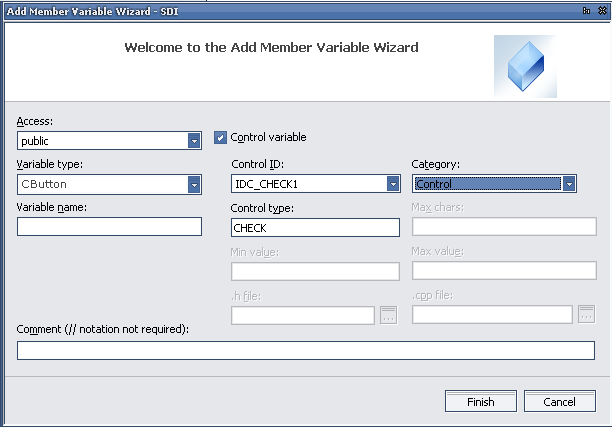 Add Member Variable Wizard - SDI
Welcome to the Add Member Variable Wizard
Access:
public
Control variable
Variable type:
CButton
Control ID:
IDC_CHECK1
Category:
Control
Variable name:
Control type:
CHECK
Max chars:
Min value:
Max value:
.h file:
...
.cpp file:
...
Comment (// notation not required):
Finish
Cancel